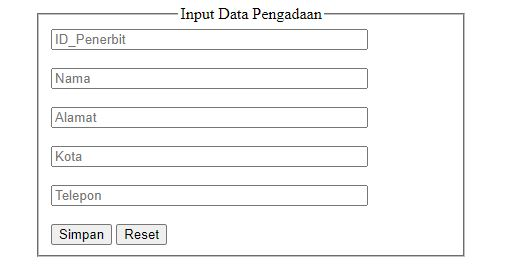 Input Data Pengadaan
ID_Penerbit
Nama
Alamat
Kota
Telepon
Simpan Reset